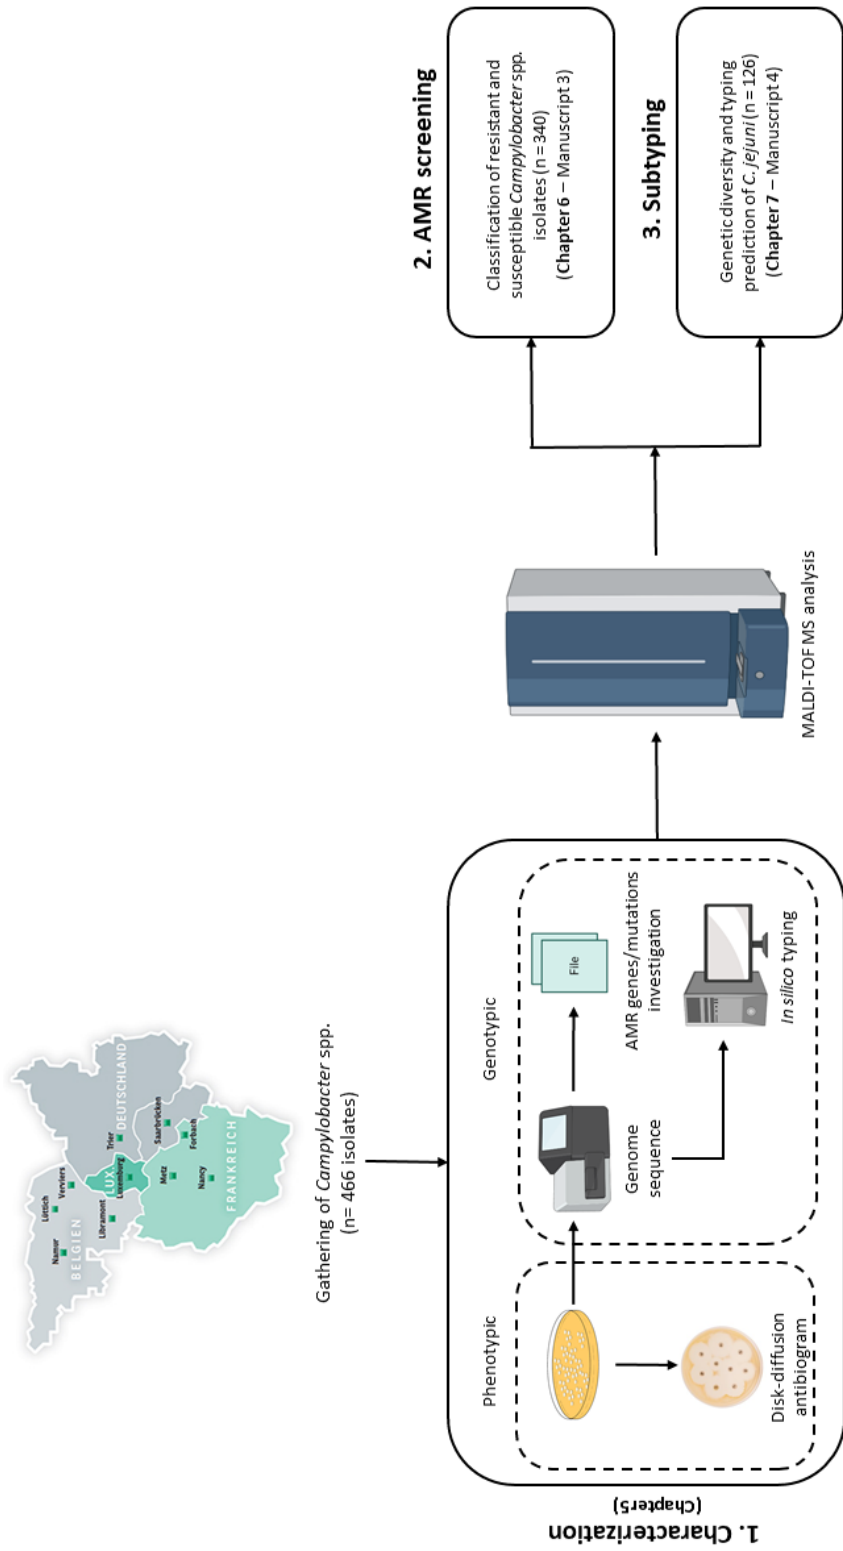 Lüttich
Verviers
Namur
BELGIEN
Libramont
LUX
Luxemburg
Trier
DEUTSCHLAND
Saarbrücken
Forbach
Metz
Nancy
FRANKREICH
Gathering of Campylobacter spp.
(n= 466 isolates)
1. Characterization
(Chapter5)
Phenotypic
Disk-diffusion
antibiogram
Genotypic
Genome
sequence
File
AMR genes/mutations
investigation
In silico typing
MALDI-TOF MS analysis
2. AMR screening
Classification of resistant and
susceptible Campylobacter spp.
isolates (n = 340)
(Chapter 6 – Manuscript 3)
3. Subtyping
Genetic diversity and typing
prediction of C. jejuni (n = 126)
(Chapter 7 – Manuscript 4)